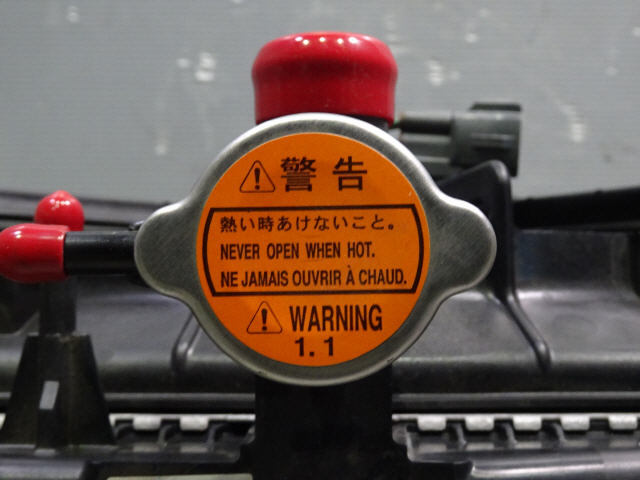 ⚠警告
熱い時あけないこと。
NEVER OPEN WHEN HOT.
NE JAMAIS OUVRIR À CHAUD.
⚠ WARNING
1.1